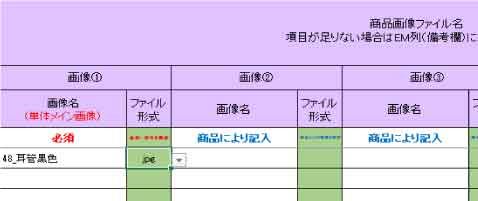 商品画像ファイル名
項目が足りない場合はEM列（備考欄）に
画像① 画像② 画像③
画像名 ファイル 画像名 ファイル 画像名
（単体メイン画像） 形式 形式
必須 商品により記入 商品により記入
48_耳管黒色 .jpe